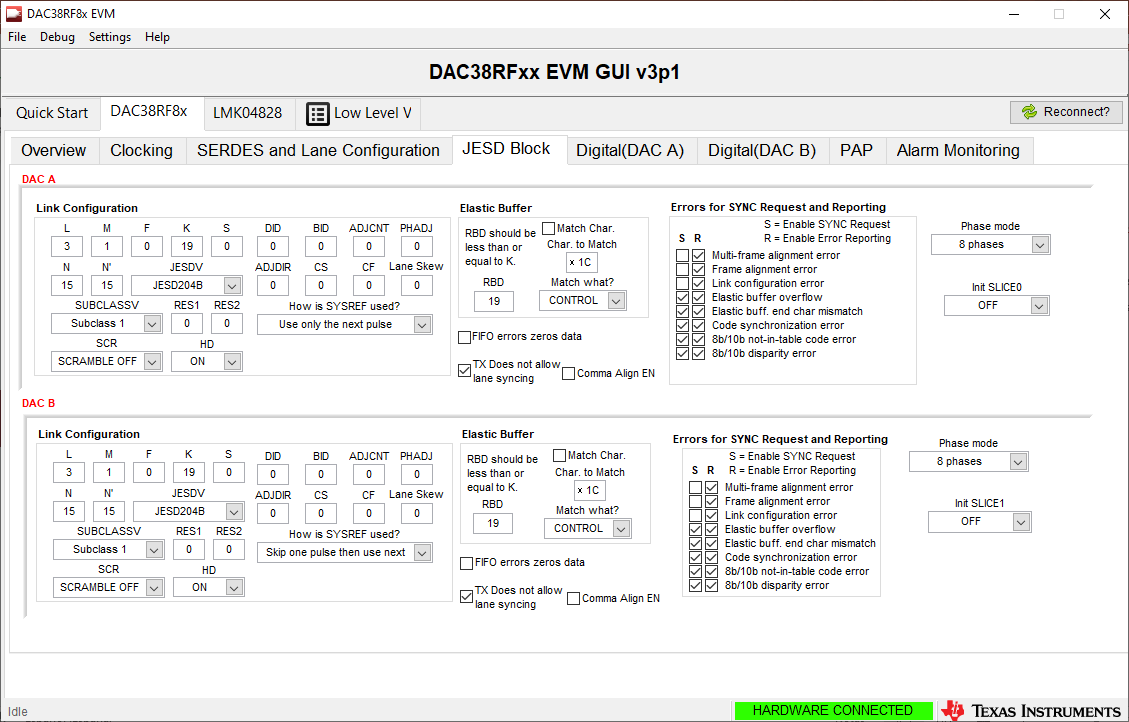 DAC38RF8x EVM
File Debug Settings Help
DAC38RFxx EVM GUI v3p1
Quick Start DAC38RF8x LMK04828 Low Level V Reconnect?
Overview Clocking SERDES and Lane Configuration JESD Block Digital(DAC A) Digital(DAC B) PAP Alarm Monitoring
DAC A
Link Configuration
L M F K S DID BID ADJCNT PHADJ
3 1 0 19 0 0 0 0 0
N N' JESDV ADJDIR CS CF Lane Skew
15 15 JESD204B 0 0 0 0
SUBCLASSV RES1 RES2 How is SYSREF used?
Subclass 1 0 0 Use only the next pulse
SCR HD
SCRAMBLE OFF ON
Elastic Buffer
RBD should be
less than or
equal to K.
RBD
19
Match Char.
Char. to Match
x 1C
Match what?
CONTROL
FIFO errors zeros data
TX Does not allow
lane syncing
Comma Align EN
Errors for SYNC Request and Reporting
S = Enable SYNC Request
S R R = Enable Error Reporting
Multi-frame alignment error
Frame alignment error
Link configuration error
Elastic buffer overflow
Elastic buff. end char mismatch
Code synchronization error
8b/10b not-in-table code error
8b/10b disparity error
Phase mode
8 phases
Init SLICE0
OFF
DAC B
Link Configuration
L M F K S DID BID ADJCNT PHADJ
3 1 0 19 0 0 0 0 0
N N' JESDV ADJDIR CS CF Lane Skew
15 15 JESD204B 0 0 0 0
SUBCLASSV RES1 RES2 How is SYSREF used?
Subclass 1 0 0 Skip one pulse then use next
SCR HD
SCRAMBLE OFF ON
Elastic Buffer
RBD should be
less than or
equal to K.
RBD
19
Match Char.
Char. to Match
x 1C
Match what?
CONTROL
FIFO errors zeros data
TX Does not allow
lane syncing
Comma Align EN
Errors for SYNC Request and Reporting
S = Enable SYNC Request
S R R = Enable Error Reporting
Multi-frame alignment error
Frame alignment error
Link configuration error
Elastic buffer overflow
Elastic buff. end char mismatch
Code synchronization error
8b/10b not-in-table code error
8b/10b disparity error
Phase mode
8 phases
Init SLICE1
OFF
Idle HARDWARE CONNECTED TEXAS INSTRUMENTS